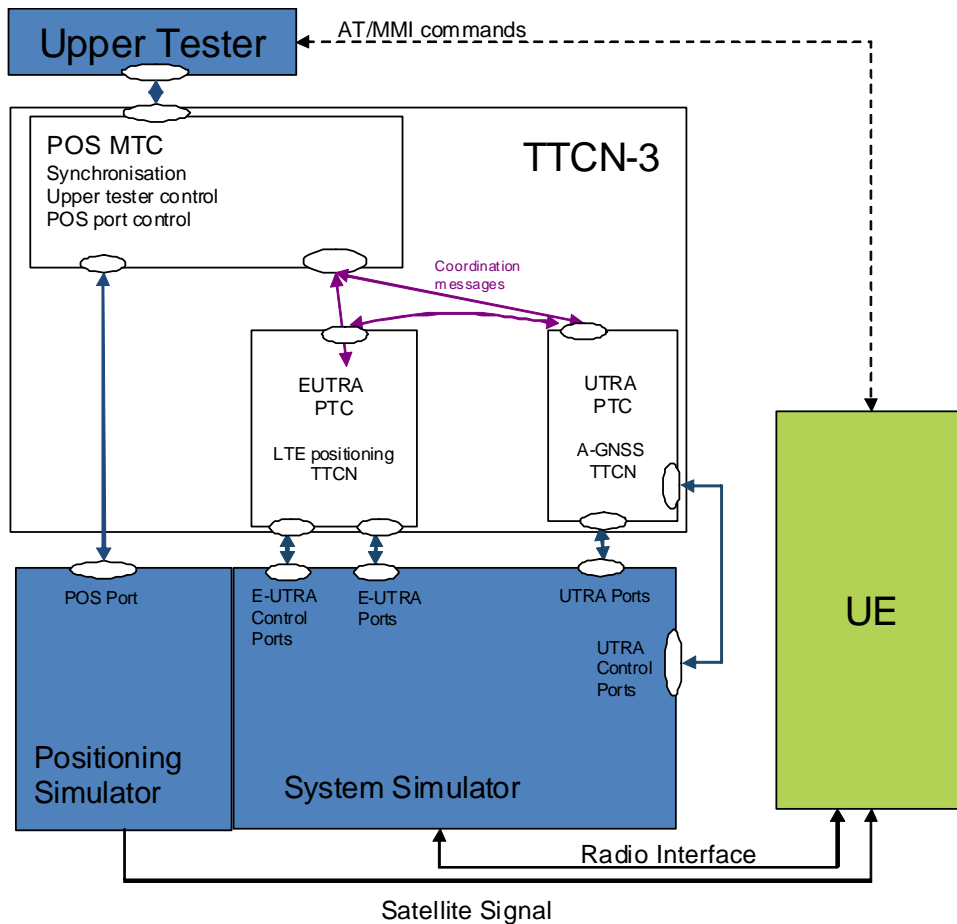 Upper Tester
AT/MMI commands
POS MTC
Synchronisation
Upper tester control
POS port control
TTCN-3
Coordination
messages
EUTRA
PTC
LTE positioning
TTCN
UTRA
PTC
A-GNSS
TTCN
POS Port
E-UTRA
Control
Ports
E-UTRA
Ports
UTRA Ports
UTRA
Control
Ports
UE
Positioning
Simulator
System Simulator
Radio Interface
Satellite Signal